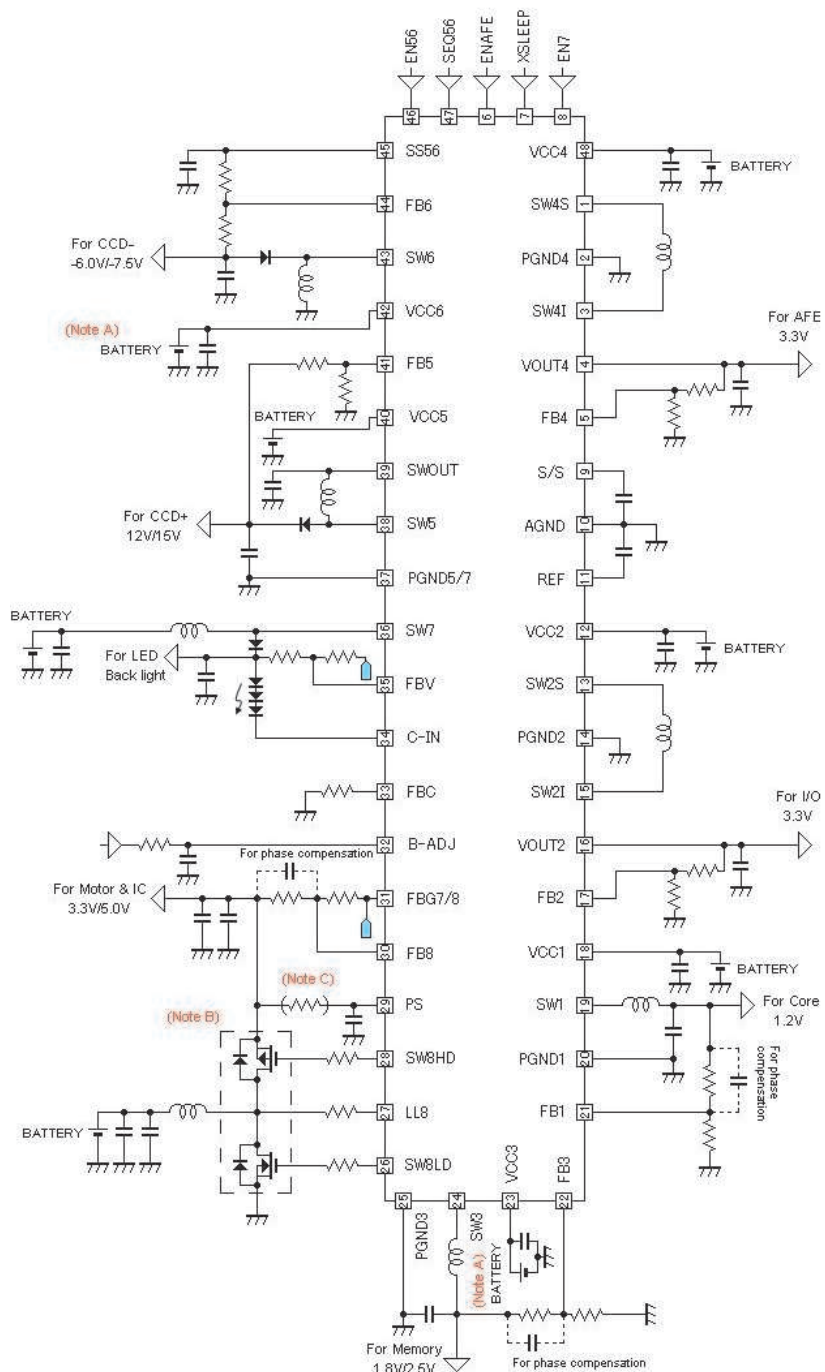 EN56
SEQ56
ENAFE
XSLEEP
EN7
46
47
6
7
8
45
SS56
44
FB6
For CCD-
-6.0V/-7.5V
43
SW6
42
VCC6
(Note A)
BATTERY
41
FB5
BATTERY
40
VCC5
39
SWOUT
For CCD+
12V/15V
38
SW5
37
PGND5/7
BATTERY
36
SW7
For LED
Back light
35
FBV
34
C-IN
33
FBC
32
B-ADJ
For phase compensation
For Motor & IC
3.3V/5.0V
31
FBG7/8
30
FB8
(Note C)
29
PS
(Note B)
28
SW8HD
27
LL8
BATTERY
26
SW8LD
VCC4
48
BATTERY
SW4S
1
PGND4
2
SW4I
3
For AFE
3.3V
VOUT4
4
FB4
5
S/S
9
AGND
10
REF
11
VCC2
12
BATTERY
SW2S
13
PGND2
14
SW2I
15
For I/O
3.3V
VOUT2
16
FB2
17
VCC1
18
BATTERY
SW1
19
For Core
1.2V
PGND1
20
For phase
compensation
FB1
21
VCC3
FB3
25
24
23
22
PGND3
SW3
(Note A)
BATTERY
For Memory
1.8V/2.5V
For phase compensation